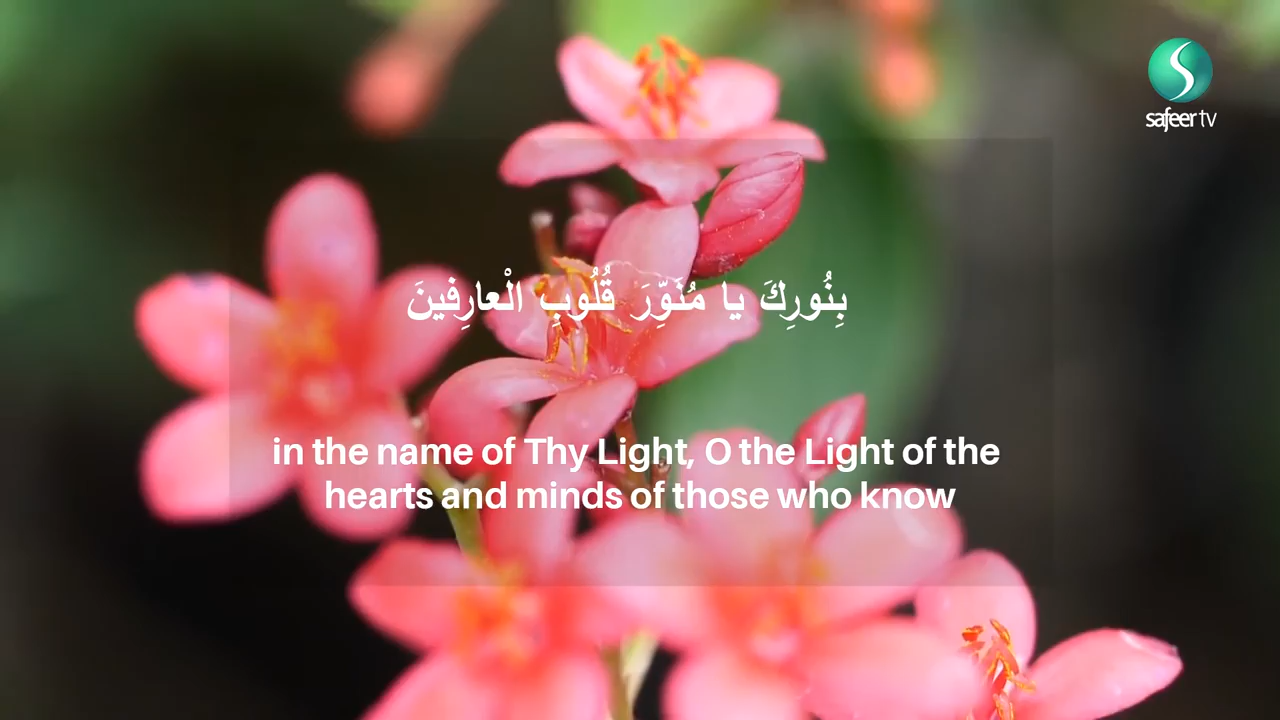 safeer tv
بِنُورِكَ يا مُنَوِّرَ قُلُوبِ الْعارِفينَ
in the name of Thy Light, O the Light of the
hearts and minds of those who know